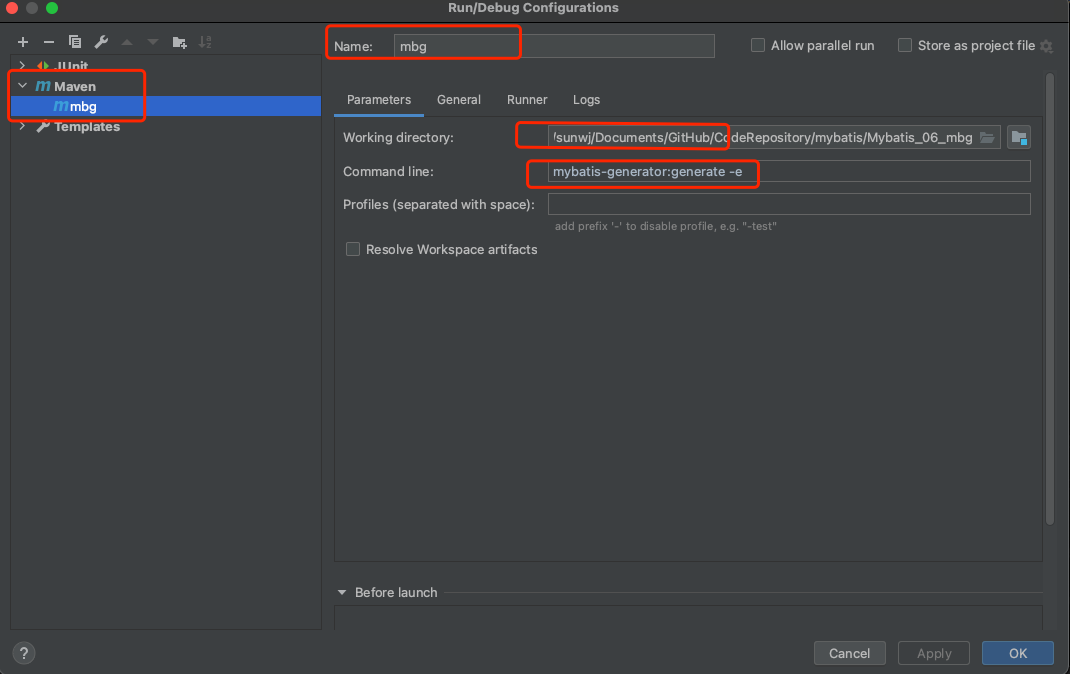 Run/Debug Configurations
JUnit
Maven
mbg
Templates
Name: mbg
Allow parallel run
Store as project file
Parameters General Runner Logs
Working directory: /sunwj/Documents/GitHub/CodeRepository/mybatis/Mybatis_06_mbg
Command line: mybatis-generator:generate -e
Profiles (separated with space):
add prefix '-' to disable profile, e.g. "-test"
Resolve Workspace artifacts
Before launch
? Cancel Apply OK